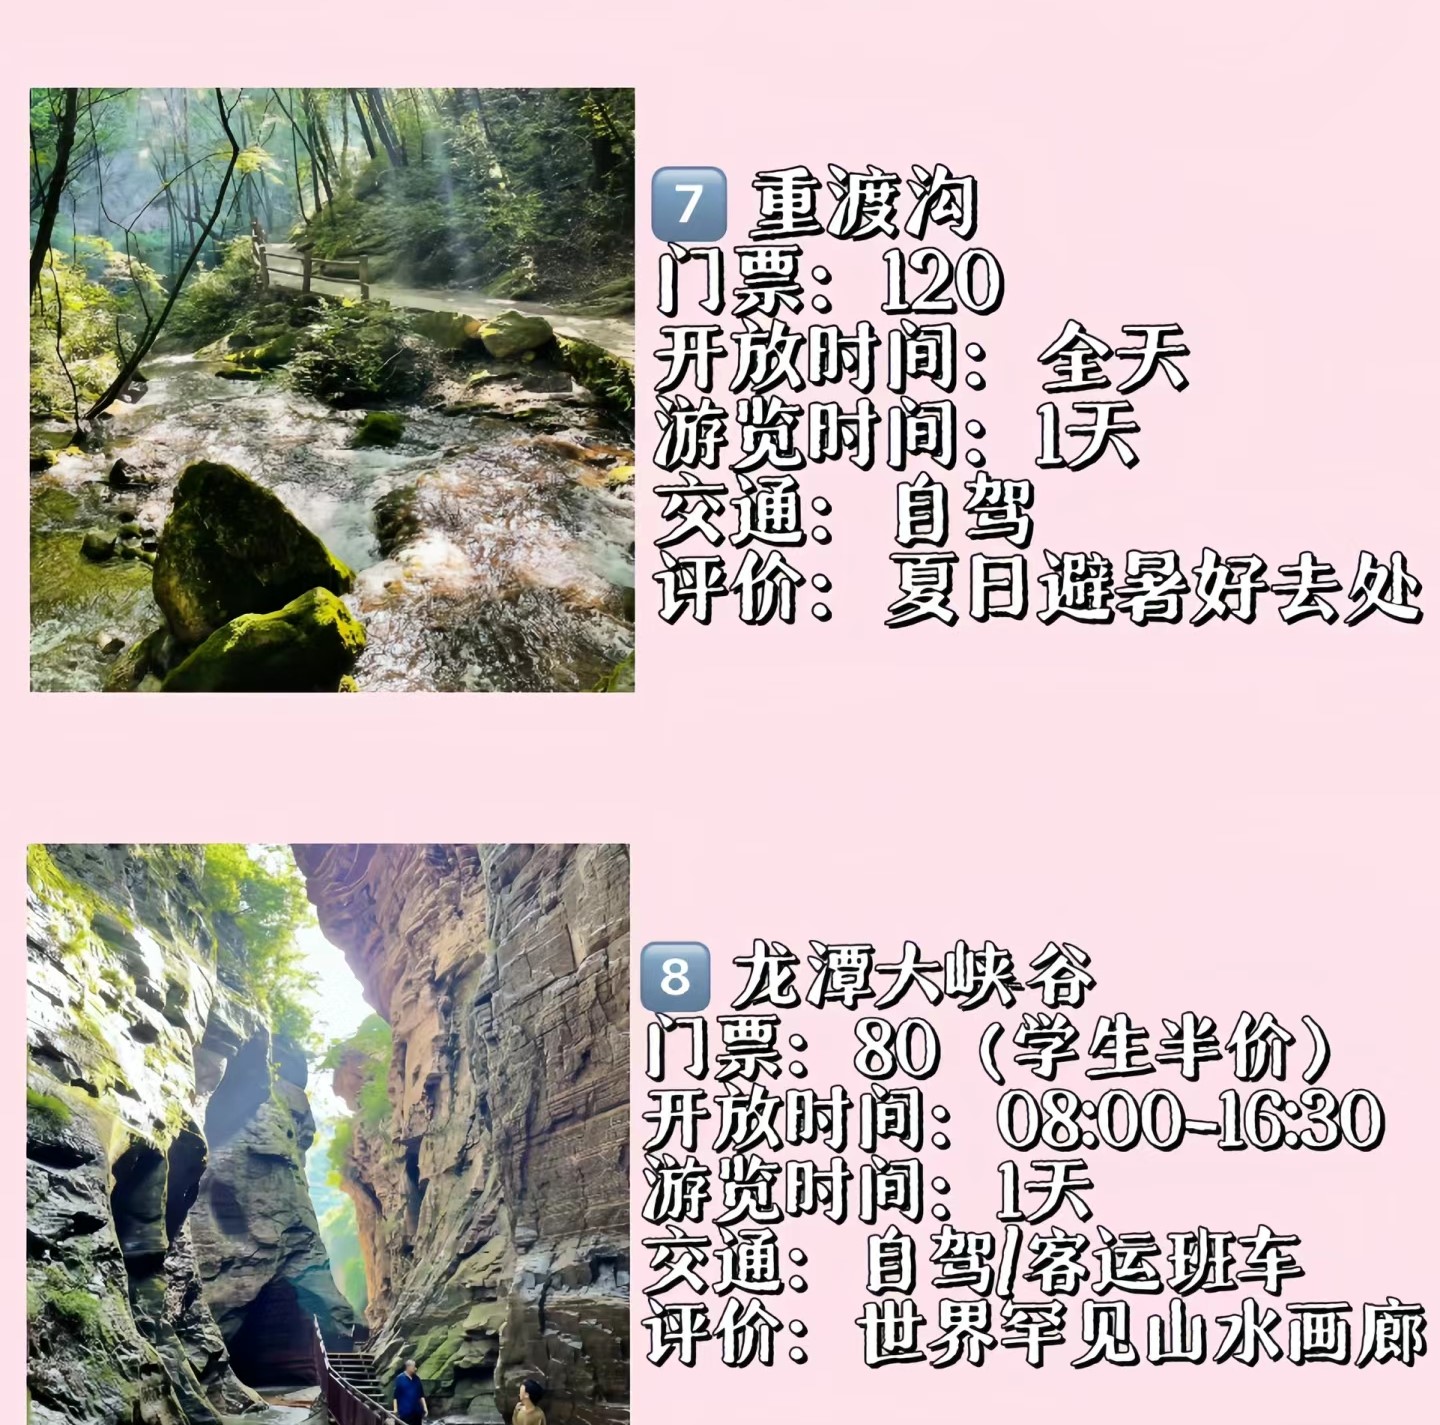 7 重渡沟
门票：120
开放时间：全天
游览时间：1天
交通：自驾
评价：夏日避暑好去处
8 龙潭大峡谷
门票：80（学生半价）
开放时间：08:00-16:30
游览时间：1天
交通：自驾/客运班车
评价：世界罕见山水画廊